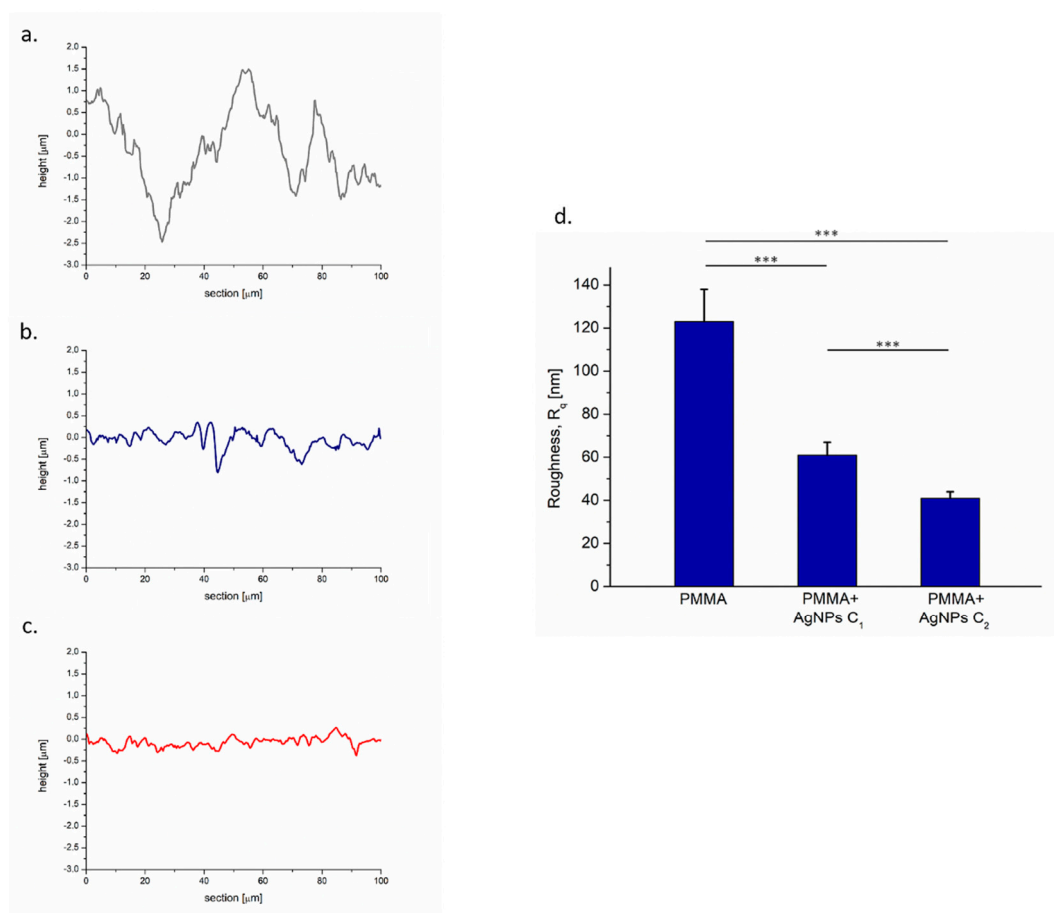 a.
2.0
1.5
1.0
0.5
0.0
-0.5
-1.0
-1.5
-2.0
-2.5
-3.0
height [μm]
0 20 40 60 80 100
section [μm]
b.
2.0
1.5
1.0
0.5
0.0
-0.5
-1.0
-1.5
-2.0
-2.5
-3.0
height [μm]
0 20 40 60 80 100
section [μm]
c.
2.0
1.5
1.0
0.5
0.0
-0.5
-1.0
-1.5
-2.0
-2.5
-3.0
height [μm]
0 20 40 60 80 100
section [μm]
d.
***
***
***
140
120
100
80
60
40
20
0
Roughness, Rq [nm]
PMMA PMMA+ PMMA+
AgNPs C1 AgNPs C2